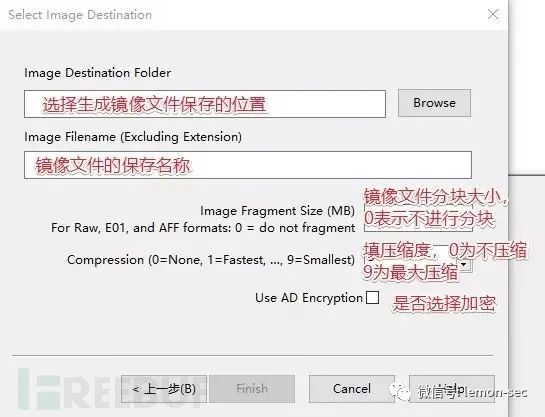 Select Image Destination
Image Destination Folder
选择生成镜像文件保存的位置
Browse
Image Filename (Excluding Extension)
镜像文件的保存名称
镜像文件分块大小，
Image Fragment Size (MB)
0表示不进行分块
For Raw, E01, and AFF formats: 0 = do not fragment
填压缩度，0为不压缩
Compression (0=None, 1=Fastest, ..., 9=Smallest)
9为最大压缩
Use AD Encryption
是否选择加密
FREEBUF
< 上一步(B)
Finish
Cancel
Help
微信号: lemon-sec